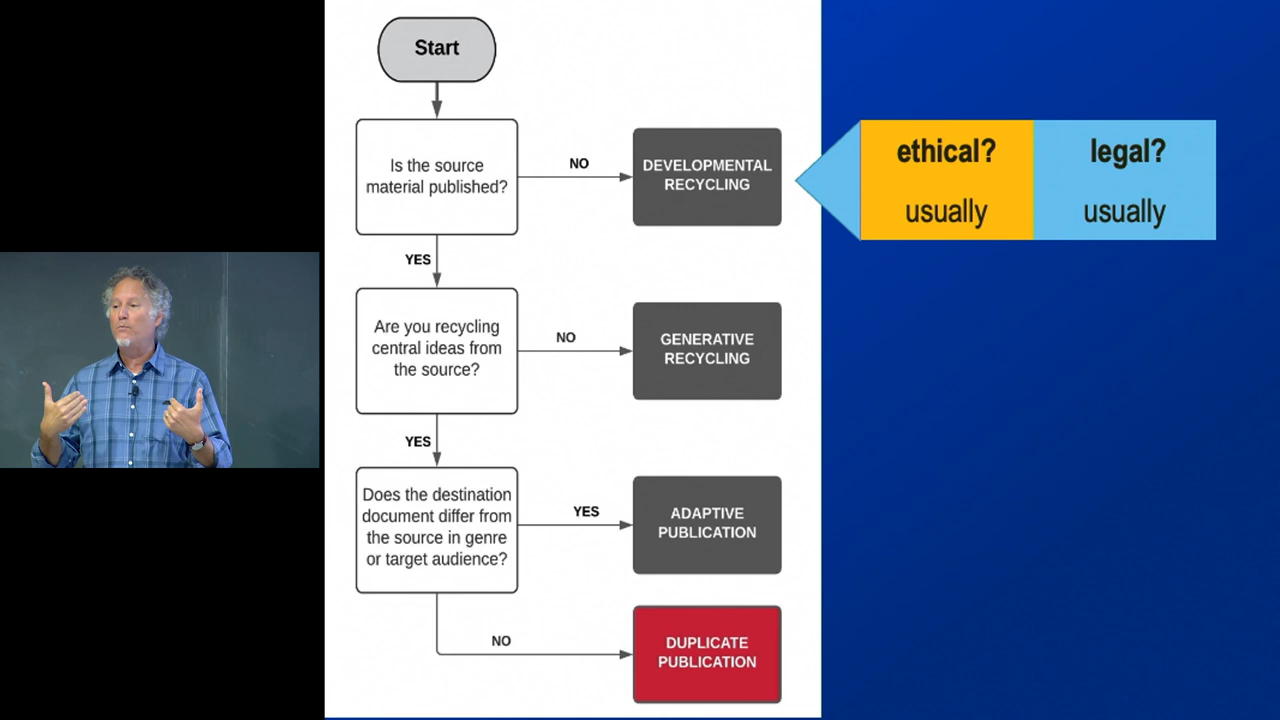 Start
Is the source
material published?
NO
DEVELOPMENTAL
RECYCLING
ethical?
usually
legal?
usually
YES
Are you recycling
central ideas from
the source?
NO
GENERATIVE
RECYCLING
YES
Does the destination
document differ from
the source in genre
or target audience?
YES
ADAPTIVE
PUBLICATION
NO
DUPLICATE
PUBLICATION